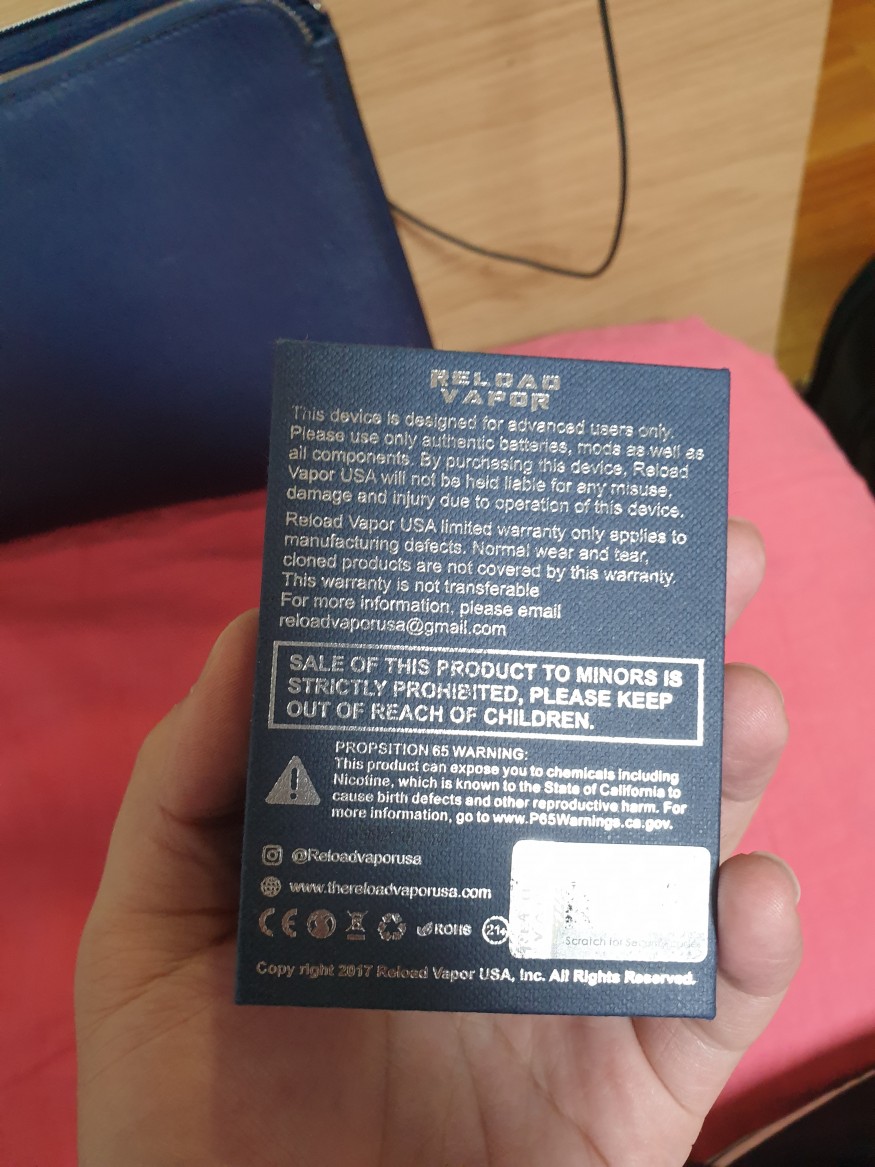 RELOAD
VAPOR
This device is designed for advanced users only.
Please use only authentic batteries, mods as well as
all components. By purchasing this device, Reload
Vapor USA will not be held liable for any misuse,
damage and injury due to operation of this device.
Reload Vapor USA limited warranty only applies to
manufacturing defects. Normal wear and tear,
cloned products are not covered by this warranty.
This warranty is not transferable
For more information, please email
reloadvaporusa@gmail.com
SALE OF THIS PRODUCT TO MINORS IS
STRICTLY PROHIBITED, PLEASE KEEP
OUT OF REACH OF CHILDREN.
PROPSITION 65 WARNING:
This product can expose you to chemicals including
Nicotine, which is known to the State of California to
cause birth defects and other reproductive harm. For
more information, go to www.P65Warnings.ca.gov.
@Reloadvaporusa
www.thereloadvaporusa.com
CE ROHS 21+
Scratch for
Copy right 2017 Reload Vapor USA, Inc. All Rights Reserved.